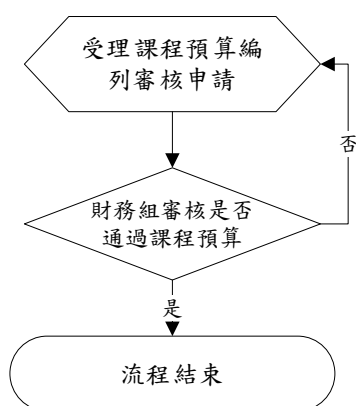 受理課程預算編
列審核申請
否
財務組審核是否
通過課程預算
是
流程結束